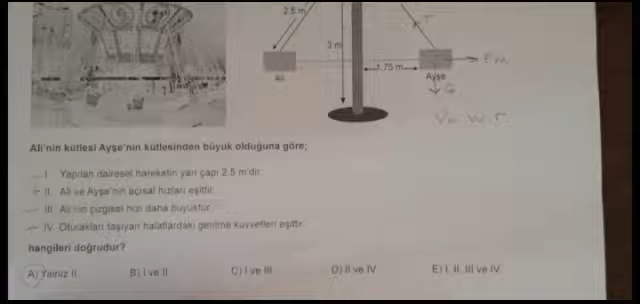 2.5 m
3 m
1,75 m
Fm
Ali
Ayşe
G
V= w.r
Ali'nin kütlesi Ayşe'nin kütlesinden büyük olduğuna göre;
I. Yapılan dairesel hareketin yarı çapı 2.5 m'dir.
II. Ali ve Ayşe'nin açısal hızları eşittir.
III. Ali'nin çizgisel hızı daha büyüktür.
IV. Oturakları taşıyan halatlardaki gerilme kuvvetleri eşittir.
hangileri doğrudur?
A) Yalnız II. B) I ve II. C) I ve III. D) II ve IV. E) I, II, III ve IV.